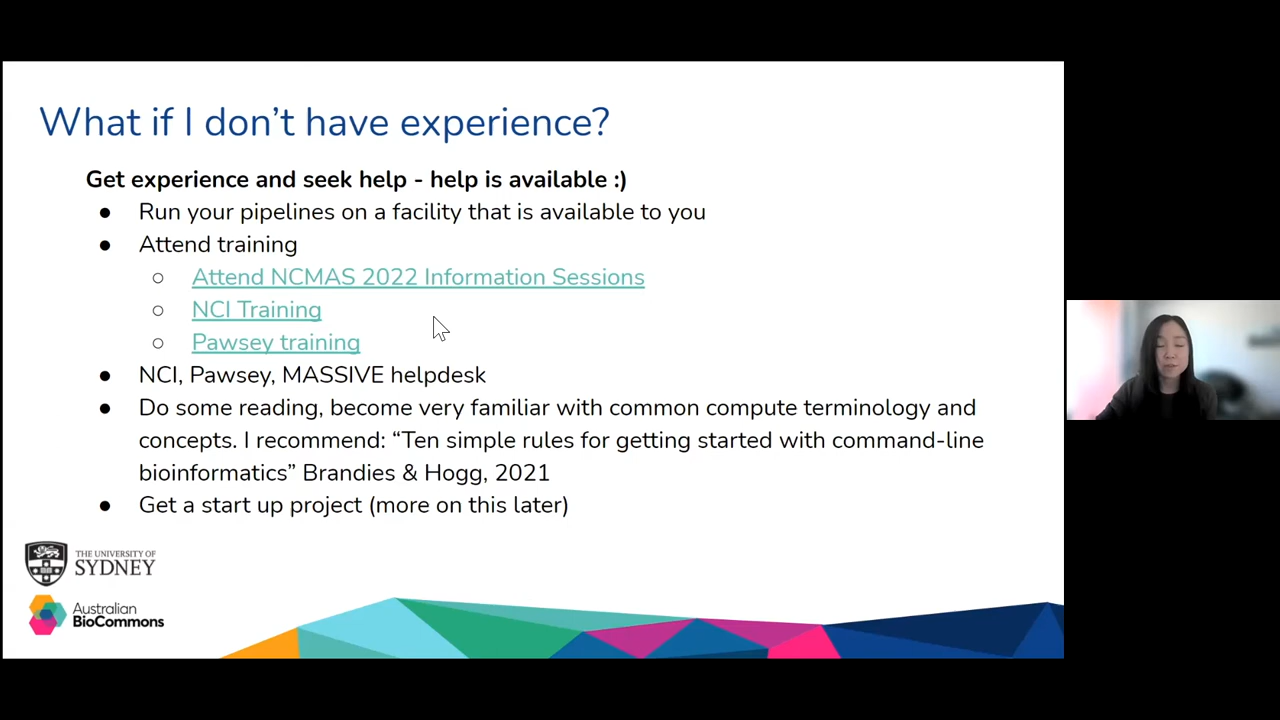 What if I don't have experience?
Get experience and seek help - help is available :)
● Run your pipelines on a facility that is available to you
● Attend training
○ Attend NCMAS 2022 Information Sessions
○ NCI Training
○ Pawsey training
● NCI, Pawsey, MASSIVE helpdesk
● Do some reading, become very familiar with common compute terminology and
concepts. I recommend: “Ten simple rules for getting started with command-line
bioinformatics” Brandies & Hogg, 2021
● Get a start up project (more on this later)
THE UNIVERSITY OF
SYDNEY
Australian
BioCommons